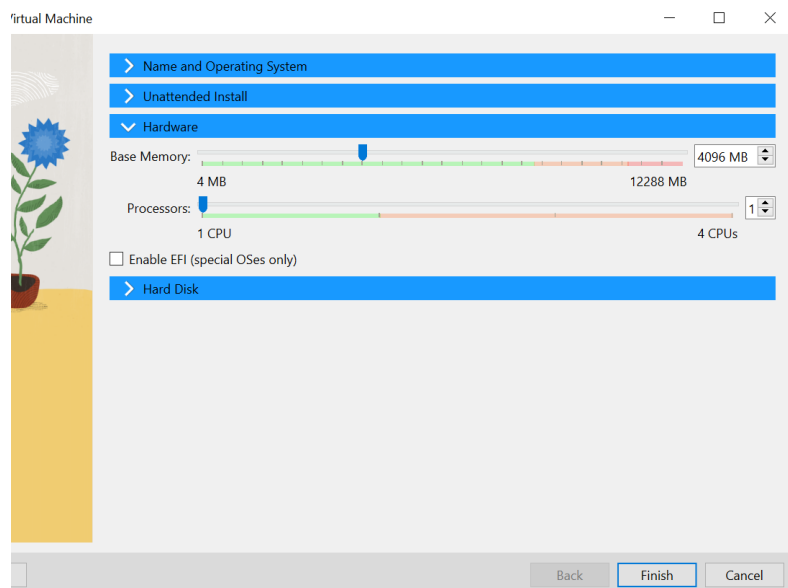 irtual Machine
Name and Operating System
Unattended Install
Hardware
Base Memory:
4096 MB
4 MB
12288 MB
Processors:
1
1 CPU
4 CPUs
Enable EFI (special OSes only)
Hard Disk
Back
Finish
Cancel